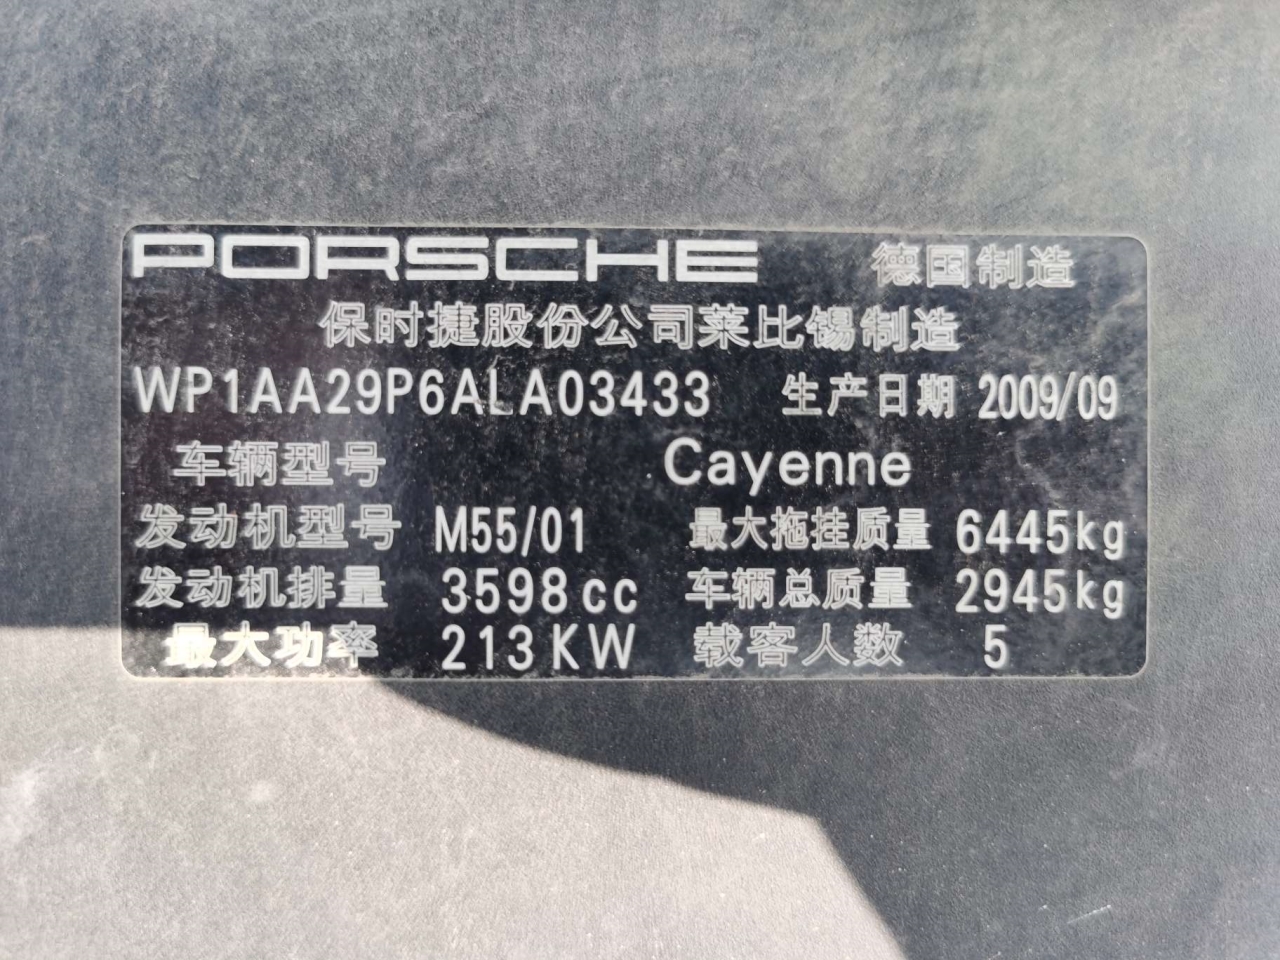 PORSCHE 德国制造
保时捷股份公司莱比锡制造
WP1AA29P6ALA03433 生产日期 2009/09
车辆型号 Cayenne
发动机型号 M55/01 最大拖挂质量 6445kg
发动机排量 3598cc 车辆总质量 2945kg
最大功率 213KW 载客人数 5